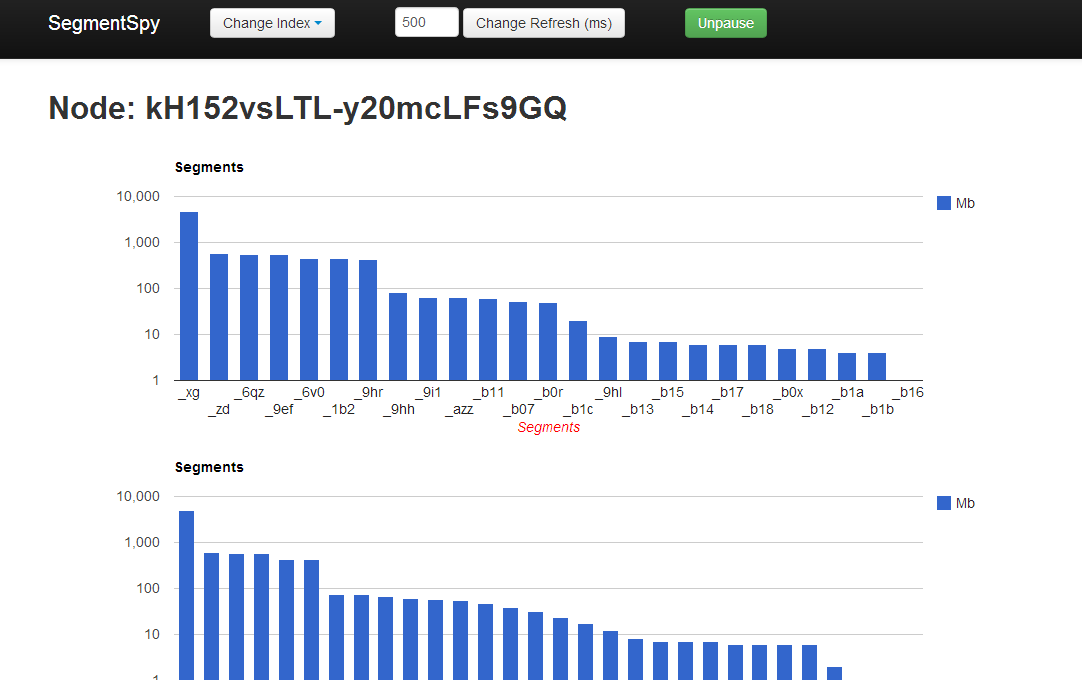 SegmentSpy Change Index 500 Change Refresh (ms) Unpause
Node: kH152vsLTL-y20mcLFs9GQ
Segments
10,000
Mb
1,000
100
10
1
_xg _6qz _6v0 _9hr _9i1 _b11 _b0r _9hl _b15 _b17 _b0x _b1a _b16
_zd _9ef _1b2 _9hh _azz _b07 _b1c _b13 _b14 _b18 _b12 _b1b
Segments
Segments
10,000
Mb
1,000
100
10
1